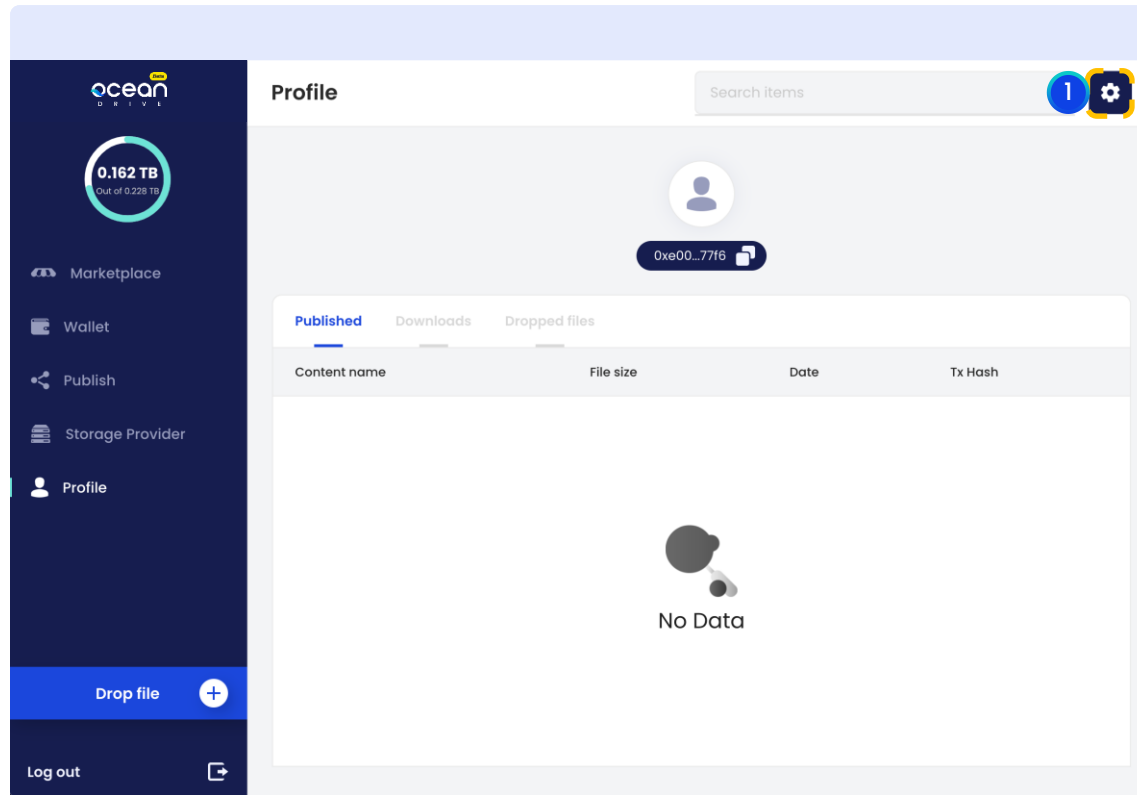 Beta
ocean
DRIVE
Profile
Search items
1
0.162 TB
Out of 0.228 TB
0xe00...77f6
Marketplace
Wallet
Publish
Storage Provider
Profile
Published Downloads Dropped files
Content name File size Date Tx Hash
No Data
Drop file
Log out